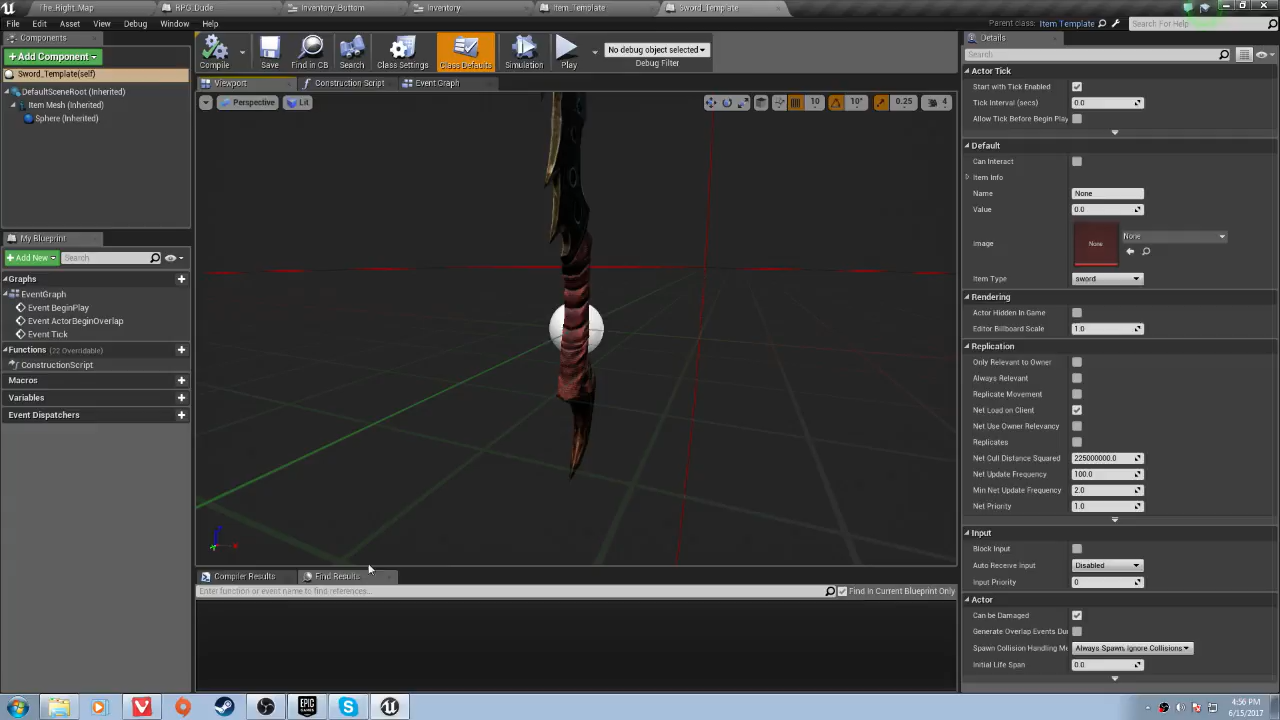 The_Right_Map
RPG_Dude
Inventory_Buttom
Inventory
Item_Template
Sword_Template
File
Edit
Asset
View
Debug
Window
Help
Parent class: Item Template
Search For Help
Components
+ Add Component
Sword_Template(self)
DefaultSceneRoot (Inherited)
Item Mesh (Inherited)
Sphere (Inherited)
My Blueprint
+ Add New
Search
Graphs
EventGraph
Event BeginPlay
Event ActorBeginOverlap
Event Tick
Functions (22 Overridable)
ConstructionScript
Macros
Variables
Event Dispatchers
Compile
Save
Find in CB
Search
Class Settings
Class Defaults
Simulation
Play
No debug object selected
Debug Filter
Viewport
Construction Script
Event Graph
Perspective
Lit
10
10°
0.25
4
Compiler Results
Find Results
Enter function or event name to find references...
Find In Current Blueprint Only
Details
Search
Actor Tick
Start with Tick Enabled
Tick Interval (secs) 0.0
Allow Tick Before Begin Play
Default
Can Interact
Item Info
Name None
Value 0.0
Image None None
Item Type sword
Rendering
Actor Hidden In Game
Editor Billboard Scale 1.0
Replication
Only Relevant to Owner
Always Relevant
Replicate Movement
Net Load on Client
Net Use Owner Relevancy
Replicates
Net Cull Distance Squared 225000000.0
Net Update Frequency 100.0
Min Net Update Frequency 2.0
Net Priority 1.0
Input
Block Input
Auto Receive Input Disabled
Input Priority 0
Actor
Can be Damaged
Generate Overlap Events Du
Spawn Collision Handling M Always Spawn, Ignore Collisions
Initial Life Span 0.0
EPIC GAMES
4:56 PM
6/15/2017